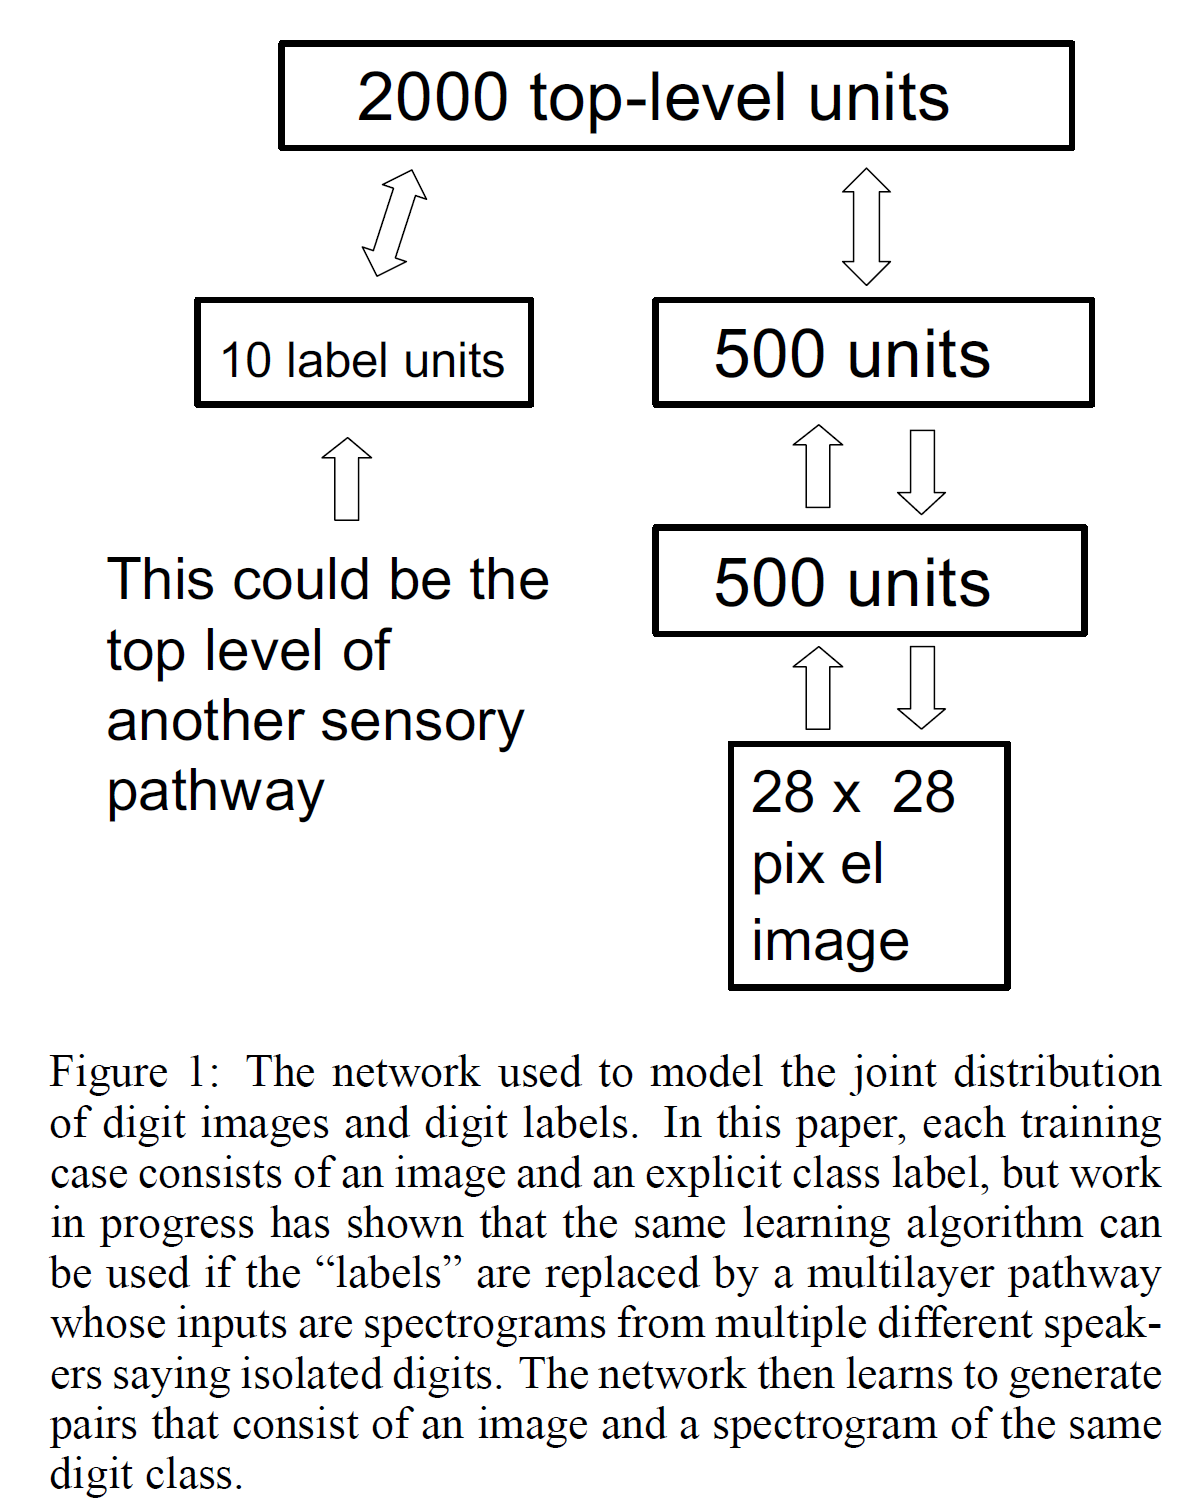 2000 top-level units
10 label units
500 units
This could be the
top level of
another sensory
pathway
500 units
28 x 28
pix el
image
Figure 1: The network used to model the joint distribution
of digit images and digit labels. In this paper, each training
case consists of an image and an explicit class label, but work
in progress has shown that the same learning algorithm can
be used if the “labels” are replaced by a multilayer pathway
whose inputs are spectrograms from multiple different speak-
ers saying isolated digits. The network then learns to generate
pairs that consist of an image and a spectrogram of the same
digit class.